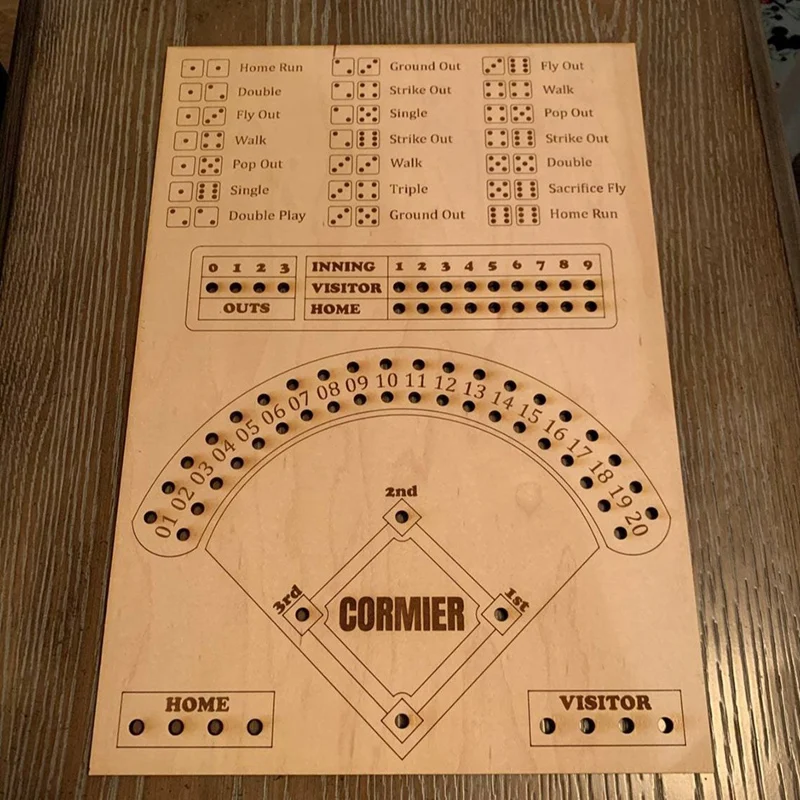 Home Run Ground Out Fly Out
Double Strike Out Walk
Fly Out Single Pop Out
Walk Strike Out Strike Out
Pop Out Walk Double
Single Triple Sacrifice Fly
Double Play Ground Out Home Run
0 1 2 3 INNING 1 2 3 4 5 6 7 8 9
VISITOR
OUTS HOME
01 02 03 04 05 06 07 08 09 10 11 12 13 14 15 16 17 18 19 20
2nd
3rd 1st
CORMIER
HOME VISITOR